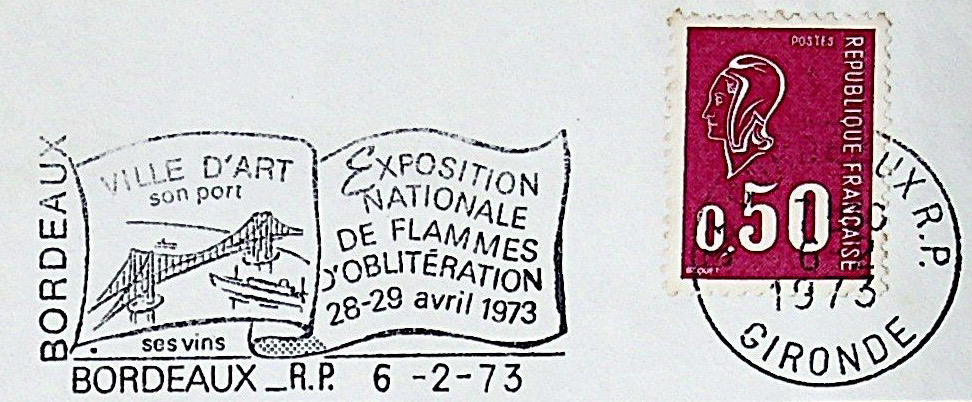 BORDEAUX
VILLE D'ART
son port
ses vins
EXPOSITION
NATIONALE
DE FLAMMES
D'OBLITÉRATION
28-29 avril 1973
BORDEAUX _R.P. 6 -2-73
POSTES
REPUBLIQUE FRANÇAISE
0.50
BEQUET
UX R.P.
1973
GIRONDE